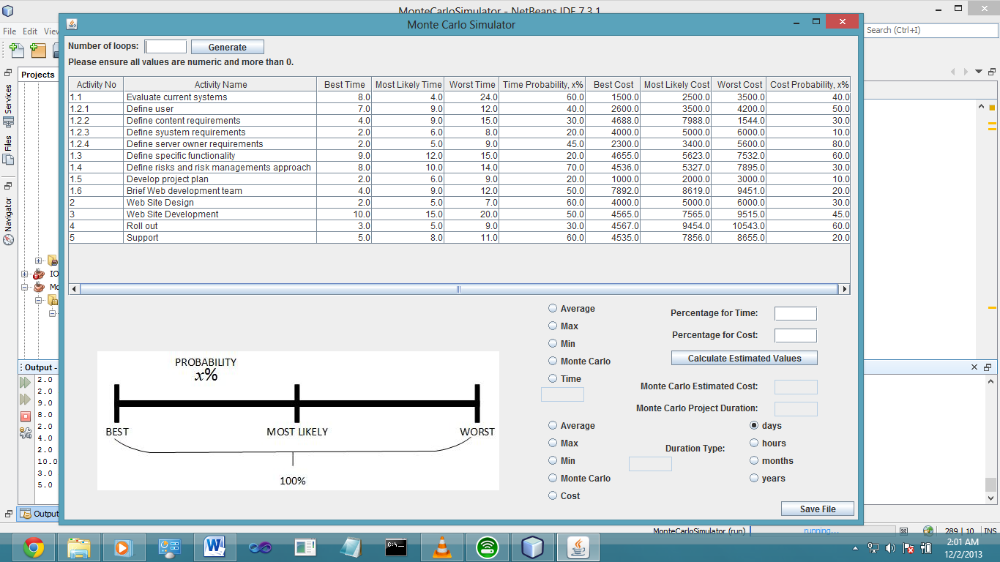 MonteCarloSimulator - NetBeans IDE 7.3.1
File Edit View
Search (Ctrl+I)
Monte Carlo Simulator
Number of loops: Generate
Please ensure all values are numeric and more than 0.
Projects
Services
Files
Navigator
Activity No Activity Name Best Time Most Likely Time Worst Time Time Probability, x% Best Cost Most Likely Cost Worst Cost Cost Probability, x%
1.1 Evaluate current systems 8.0 4.0 24.0 60.0 1500.0 2500.0 3500.0 40.0
1.2.1 Define user 7.0 9.0 12.0 40.0 2600.0 3500.0 4200.0 50.0
1.2.2 Define content requirements 4.0 9.0 15.0 30.0 4688.0 7988.0 1544.0 30.0
1.2.3 Define syustem requirements 2.0 6.0 8.0 20.0 4000.0 5000.0 6000.0 10.0
1.2.4 Define server owner requirements 2.0 5.0 9.0 45.0 2300.0 3400.0 5600.0 80.0
1.3 Define specific functionality 9.0 12.0 15.0 20.0 4655.0 5623.0 7532.0 60.0
1.4 Define risks and risk managements approach 8.0 10.0 14.0 70.0 4536.0 5327.0 7895.0 30.0
1.5 Develop project plan 2.0 6.0 9.0 20.0 1000.0 2000.0 3000.0 10.0
1.6 Brief Web development team 4.0 9.0 12.0 50.0 7892.0 8619.0 9451.0 20.0
2 Web Site Design 2.0 5.0 7.0 60.0 4000.0 5000.0 6000.0 30.0
3 Web Site Development 10.0 15.0 20.0 50.0 4565.0 7565.0 9515.0 45.0
4 Roll out 3.0 5.0 9.0 30.0 4567.0 9454.0 10543.0 60.0
5 Support 5.0 8.0 11.0 60.0 4535.0 7856.0 8655.0 20.0
IO
Mo
Output -
2.0
2.0
9.0
8.0
2.0
4.0
2.0
10.0
3.0
5.0
PROBABILITY
x%
BEST MOST LIKELY WORST
100%
Average
Max
Min
Monte Carlo
Time
Average
Max
Min
Monte Carlo
Cost
Percentage for Time:
Percentage for Cost:
Calculate Estimated Values
Monte Carlo Estimated Cost:
Monte Carlo Project Duration:
Duration Type:
days
hours
months
years
Save File
Output
MonteCarloSimulator (run) running... 289 | 10 INS
C:\_
2:01 AM
12/2/2013